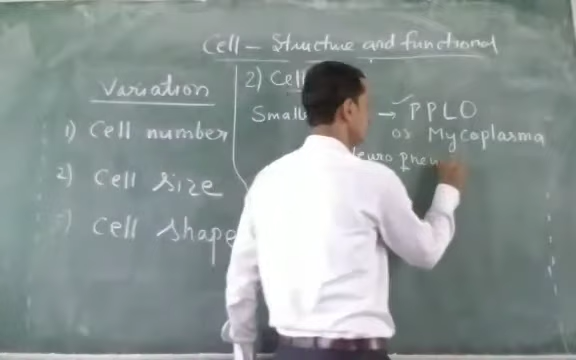 Cell - Structure and functional
Variation
1) Cell number
2) Cell size
3) Cell shape
2) Cell
Small → PPLO
or Mycoplasma